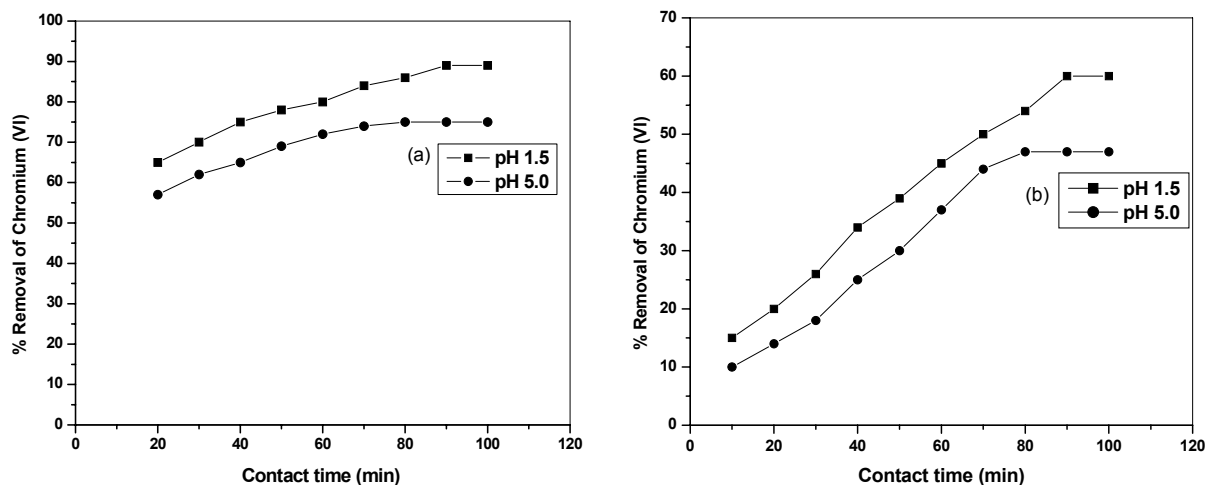 100
90
80
70
60
50
40
30
20
10
0
% Removal of Chromium (VI)
(a)
pH 1.5
pH 5.0
0 20 40 60 80 100 120
Contact time (min)
70
60
50
40
30
20
10
0
% Removal of Chromium (VI)
(b)
pH 1.5
pH 5.0
0 20 40 60 80 100 120
Contact time (min)